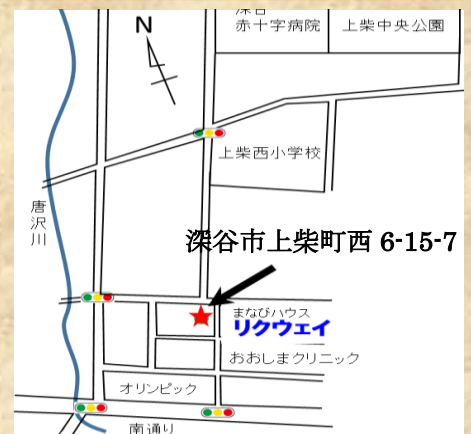 N
深谷
赤十字病院
上柴中央公園
上柴西小学校
唐沢川
深谷市上柴町西 6-15-7
まなびハウス
リクウェイ
おおしまクリニック
オリンピック
南通り